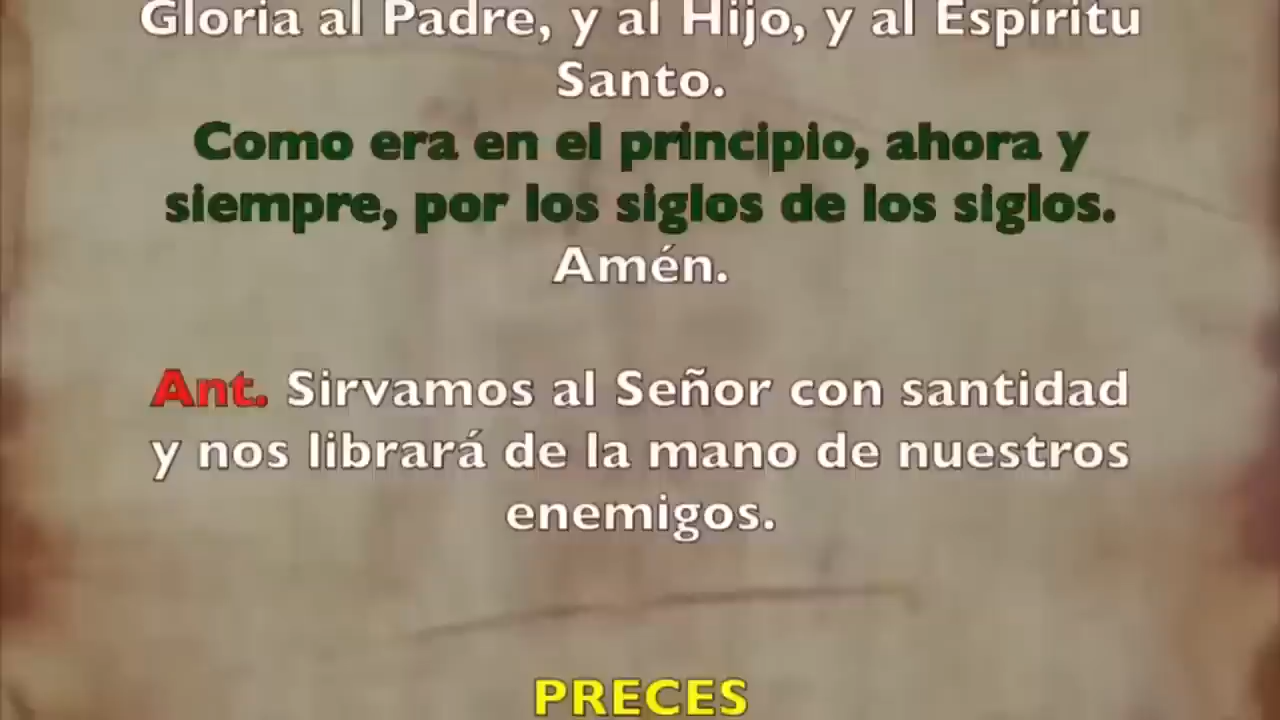 Gloria al Padre, y al Hijo, y al Espíritu
Santo.
Como era en el principio, ahora y
siempre, por los siglos de los siglos.
Amén.
Ant. Sirvamos al Señor con santidad
y nos librará de la mano de nuestros
enemigos.
PRECES